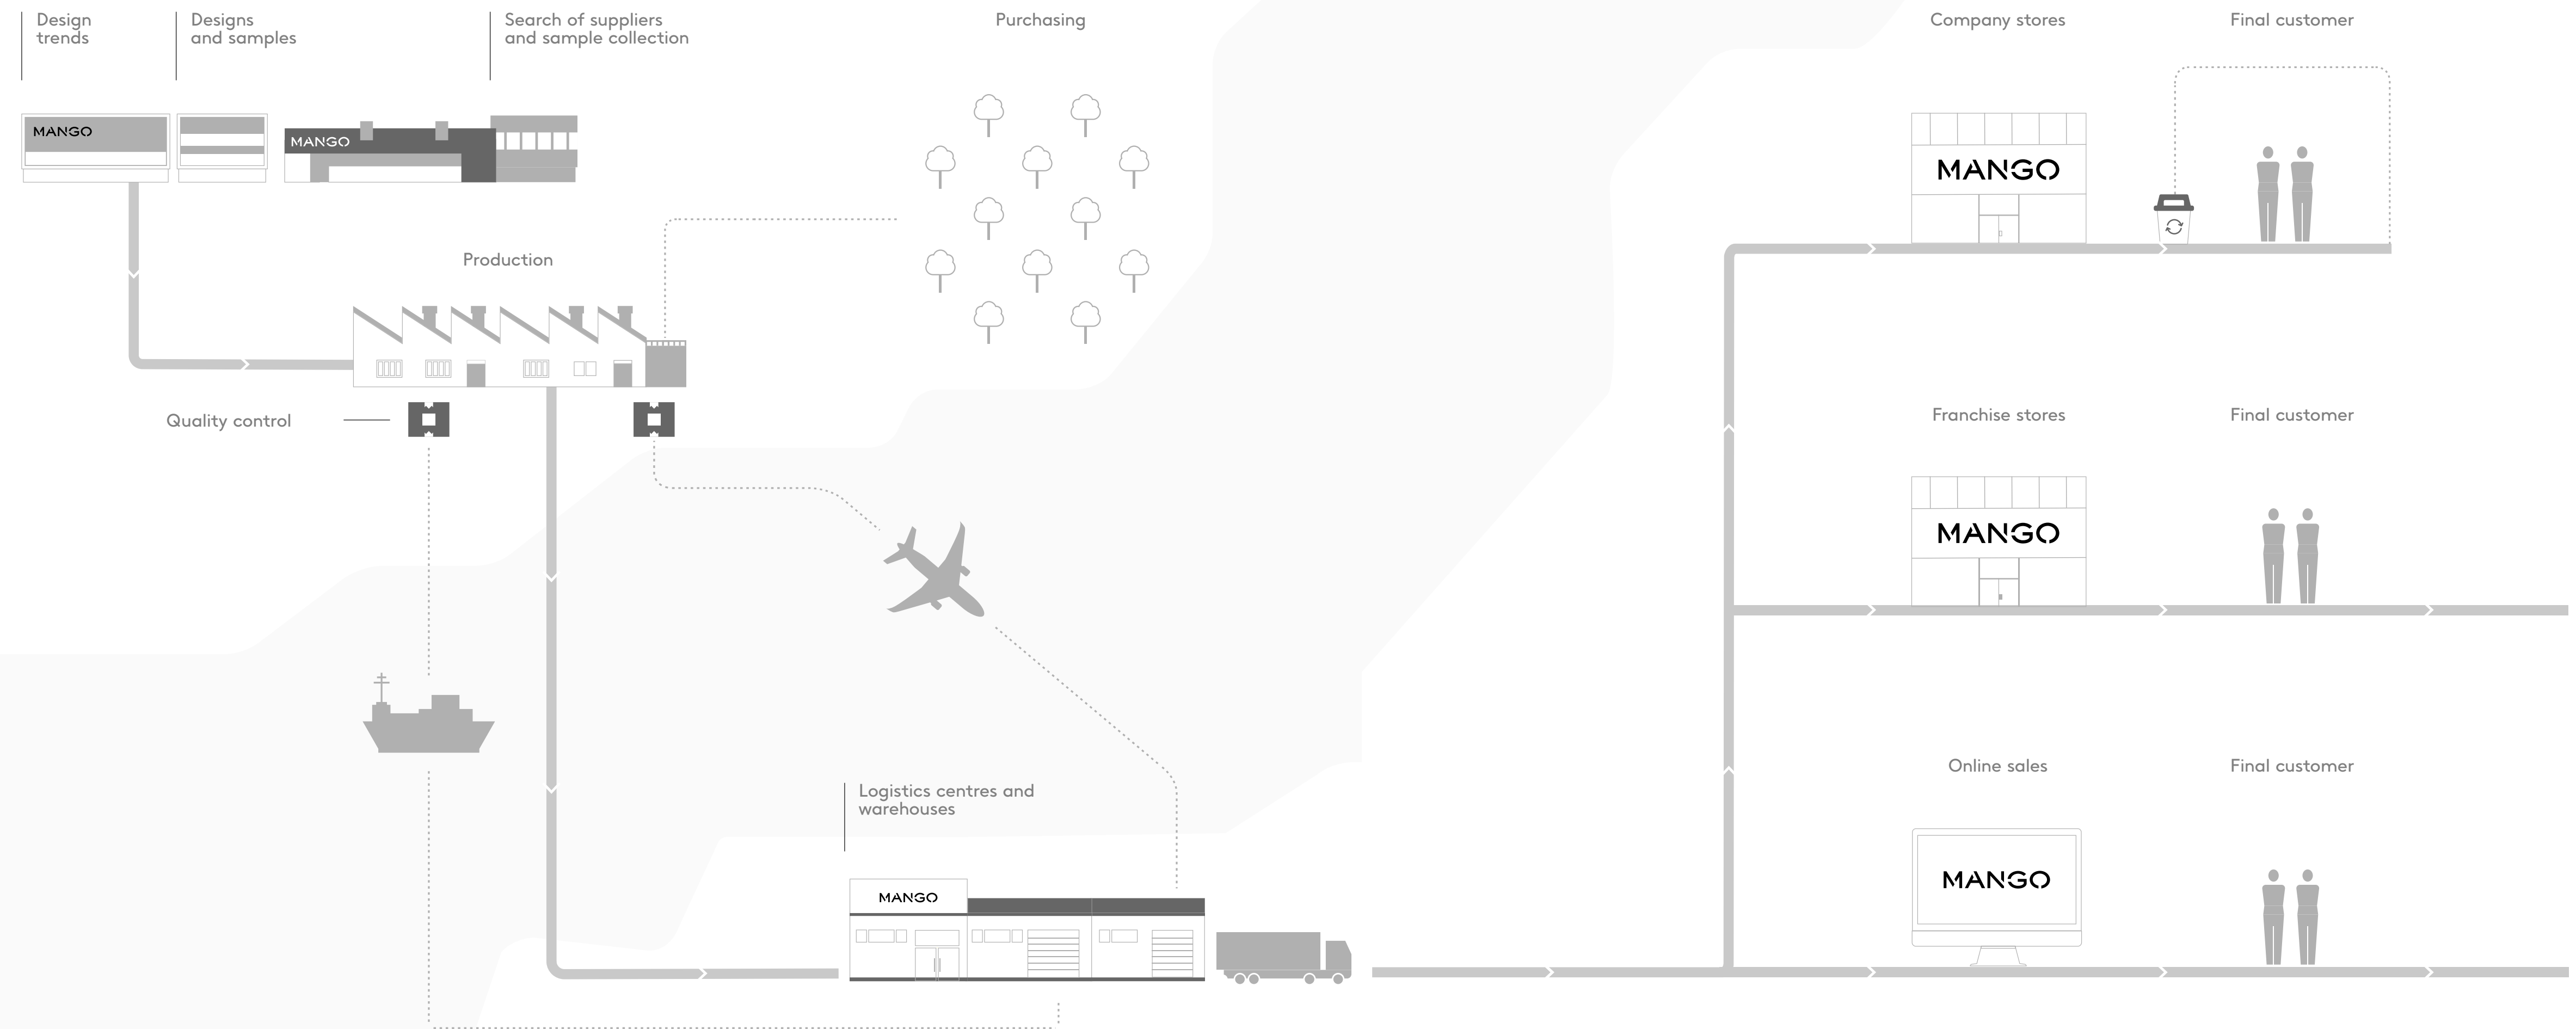 Design
trends
Designs
and samples
Search of suppliers
and sample collection
Purchasing
Company stores
Final customer
MANGO
MANGO
MANGO
Production
Quality control
Franchise stores
Final customer
MANGO
Online sales
Final customer
Logistics centres and
warehouses
MANGO
MANGO